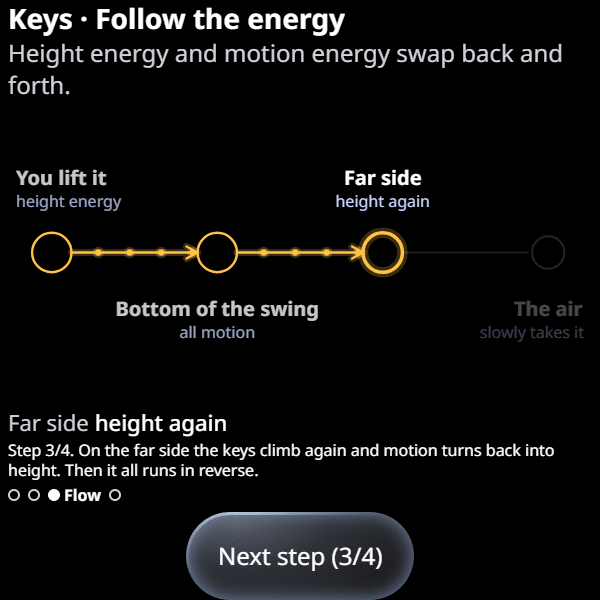 Keys · Follow the energy
Height energy and motion energy swap back and
forth.
You lift it
height energy
Far side
height again
Bottom of the swing
all motion
The air
slowly takes it
Far side height again
Step 3/4. On the far side the keys climb again and motion turns back into
height. Then it all runs in reverse.
Flow
Next step (3/4)